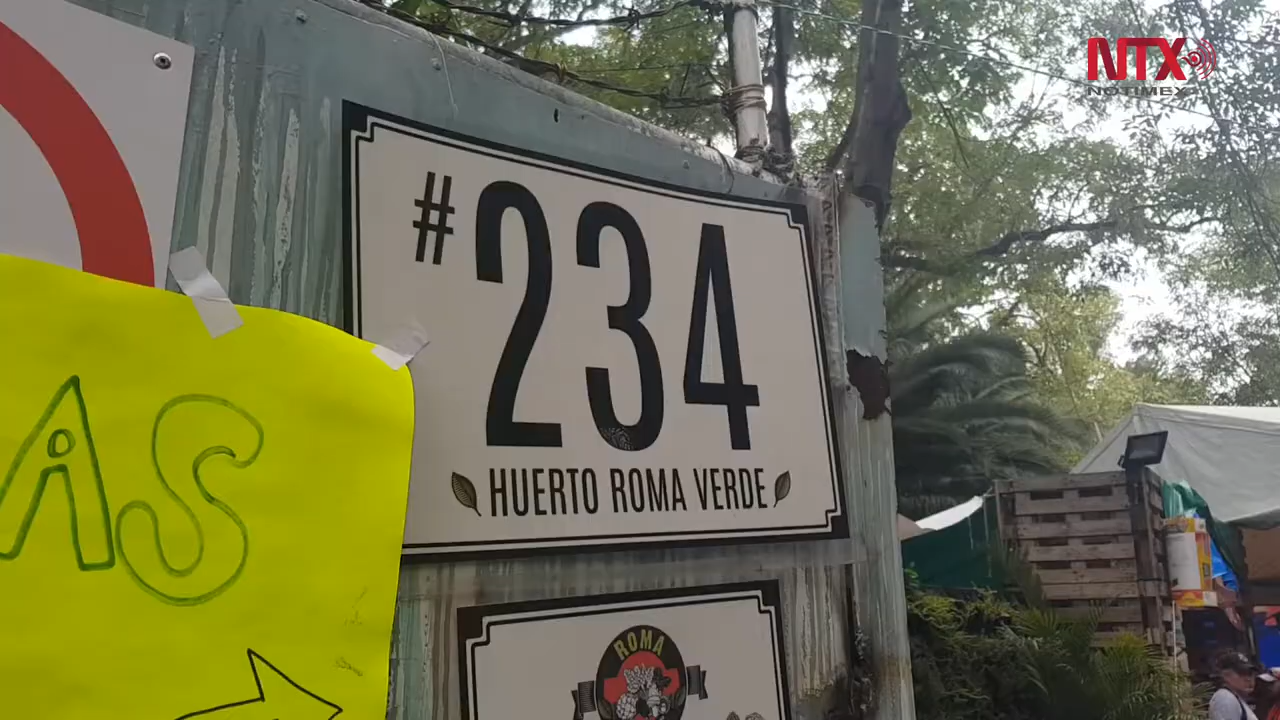 NTX
NOTIMEX
#234
HUERTO ROMA VERDE
AS
ROMA